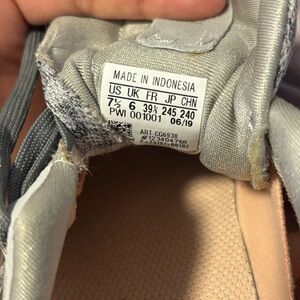 MADE IN INDONESIA
US UK FR JP CHN
7½ 6 39⅓ 245 240
PWI 001001 06/19
ART GG6938